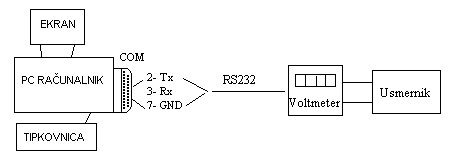 EKRAN
COM
PC RAČUNALNIK
2- Tx
3- Rx
7- GND
RS232
Voltmeter
Usmernik
TIPKOVNICA